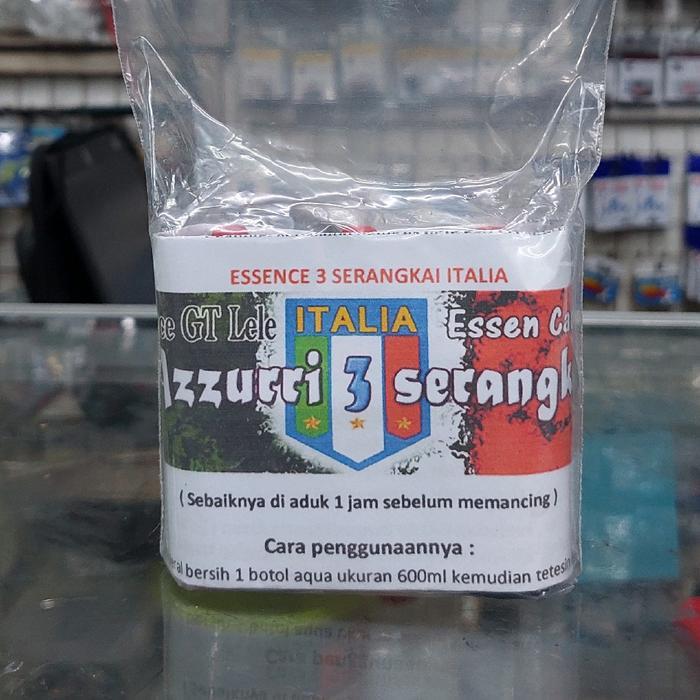 ESSENCE 3 SERANGKAI ITALIA
GT Lele ITALIA Essen
Azzurri 3 serangk
( Sebaiknya di aduk 1 jam sebelum memancing )
Cara penggunaannya :
bersih 1 botol aqua ukuran 600ml kemudian tetesin